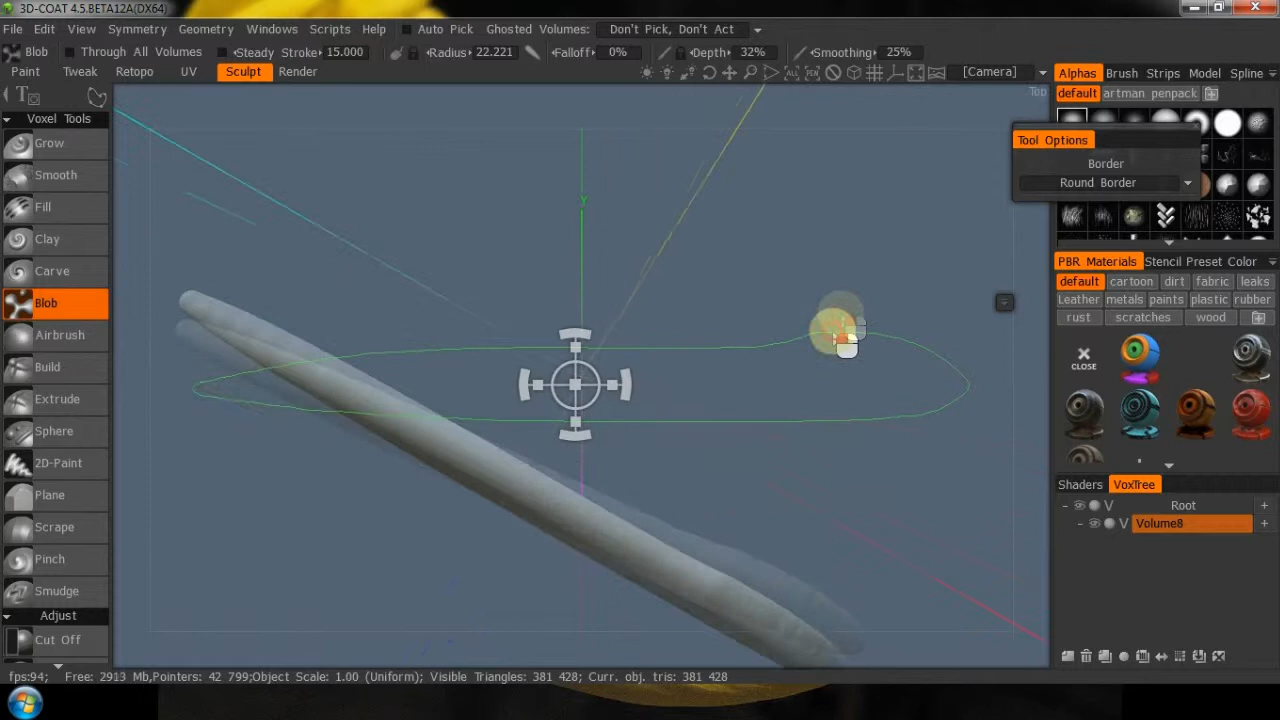 3D-COAT 4.5.BETA12A(DX64)
File Edit View Symmetry Geometry Windows Scripts Help Auto Pick Ghosted Volumes: Don't Pick, Don't Act
Blob Through All Volumes Steady Stroke: 15.000 Radius: 22.221 Falloff: 0% Depth: 32% Smoothing: 25%
Paint Tweak Retopo UV Sculpt Render [Camera] Alphas Brush Strips Model Spline
Top
default artman penpack
Voxel Tools
Grow
Smooth
Fill
Clay
Carve
Blob
Airbrush
Build
Extrude
Sphere
2D-Paint
Plane
Scrape
Pinch
Smudge
Adjust
Cut Off
Y
Tool Options
Border
Round Border
PBR Materials Stencil Preset Color
default cartoon dirt fabric leaks
Leather metals paints plastic rubber
rust scratches wood
CLOSE
Shaders VoxTree
V Root +
V Volume8 +
fps:94; Free: 2913 Mb,Pointers: 42 799;Object Scale: 1.00 (Uniform); Visible Triangles: 381 428; Curr. obj. tris: 381 428